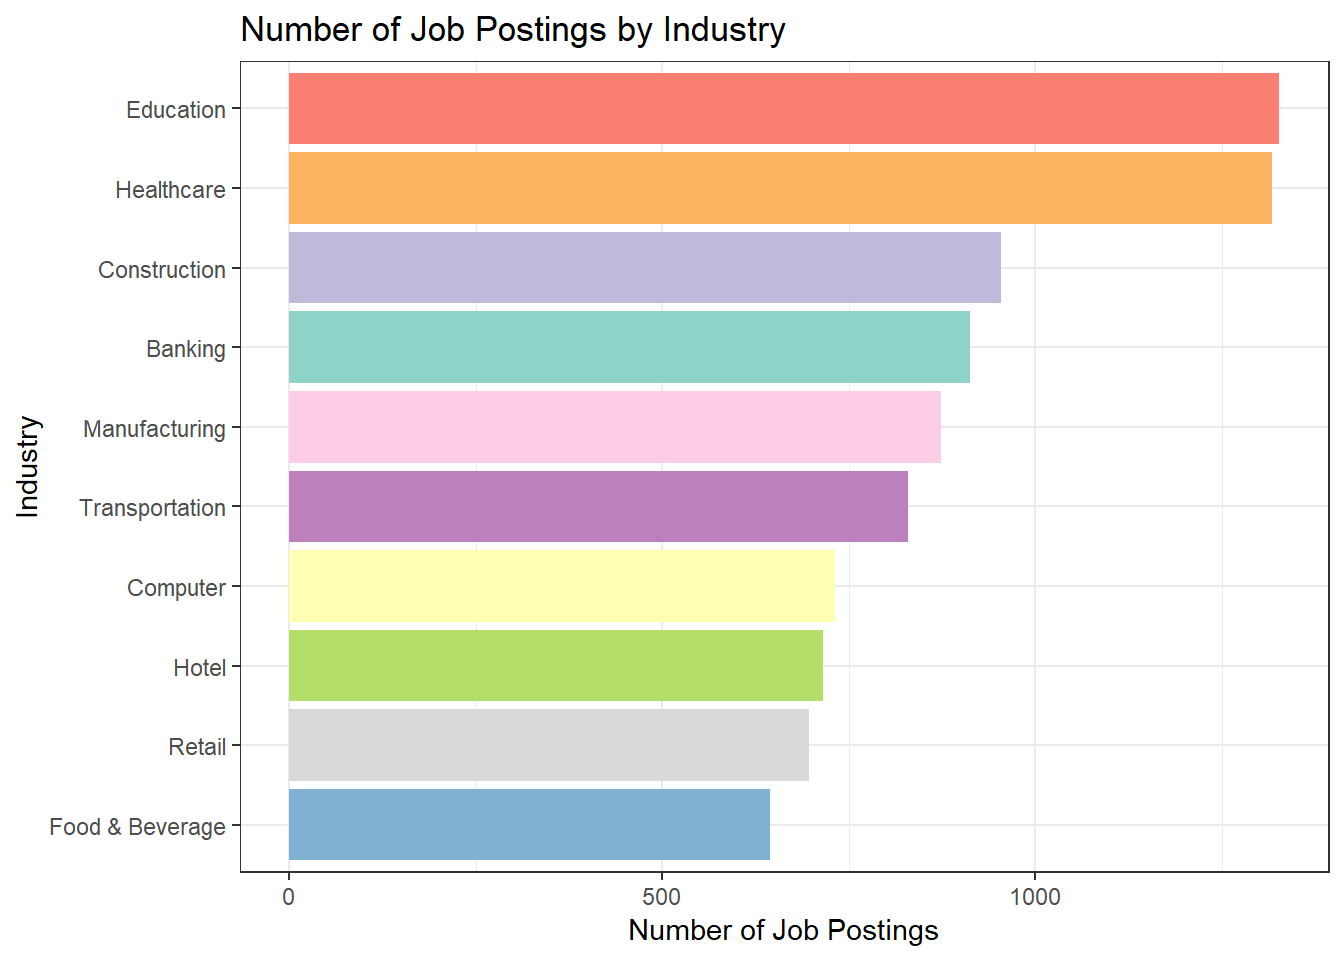 Number of Job Postings by Industry
Education
Healthcare
Construction
Banking
Manufacturing
Transportation
Computer
Hotel
Retail
Food & Beverage
Industry
0 500 1000
Number of Job Postings